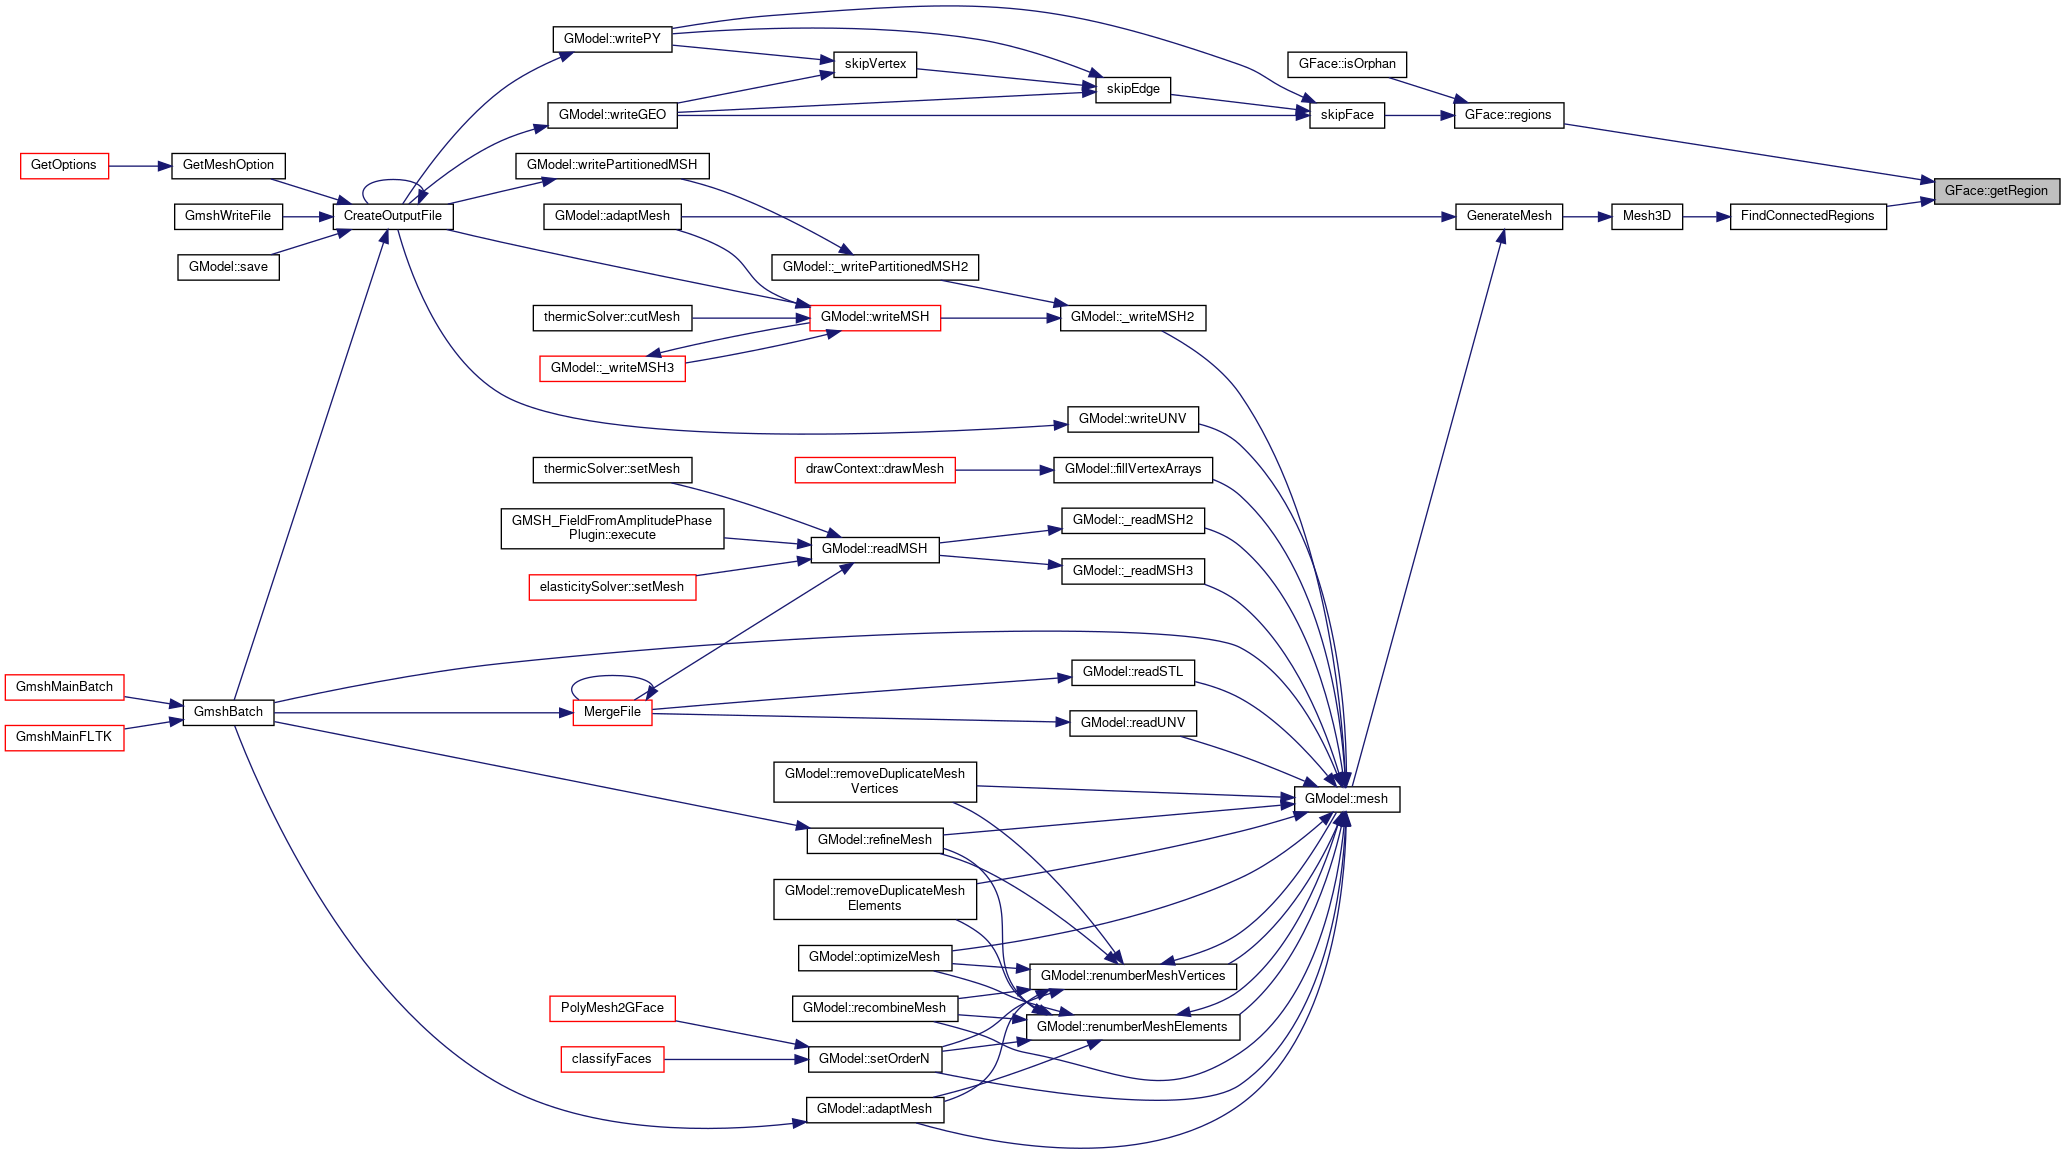 GModel::writePY
skipVertex
GFace::isOrphan
skipEdge
GModel::writeGEO
skipFace
GFace::regions
GetOptions
GetMeshOption
GModel::writePartitionedMSH
GFace::getRegion
GmshWriteFile
CreateOutputFile
GModel::adaptMesh
GenerateMesh
Mesh3D
FindConnectedRegions
GModel::save
GModel::_writePartitionedMSH2
thermicSolver::cutMesh
GModel::writeMSH
GModel::_writeMSH2
GModel::_writeMSH3
GModel::writeUNV
thermicSolver::setMesh
drawContext::drawMesh
GModel::fillVertexArrays
GMSH_FieldFromAmplitudePhase
Plugin::execute
GModel::_readMSH2
GModel::readMSH
GModel::_readMSH3
elasticitySolver::setMesh
GModel::readSTL
GmshMainBatch
GmshBatch
MergeFile
GModel::readUNV
GmshMainFLTK
GModel::removeDuplicateMesh
Vertices
GModel::mesh
GModel::refineMesh
GModel::removeDuplicateMesh
Elements
GModel::optimizeMesh
GModel::renumberMeshVertices
PolyMesh2GFace
GModel::recombineMesh
GModel::renumberMeshElements
classifyFaces
GModel::setOrderN
GModel::adaptMesh